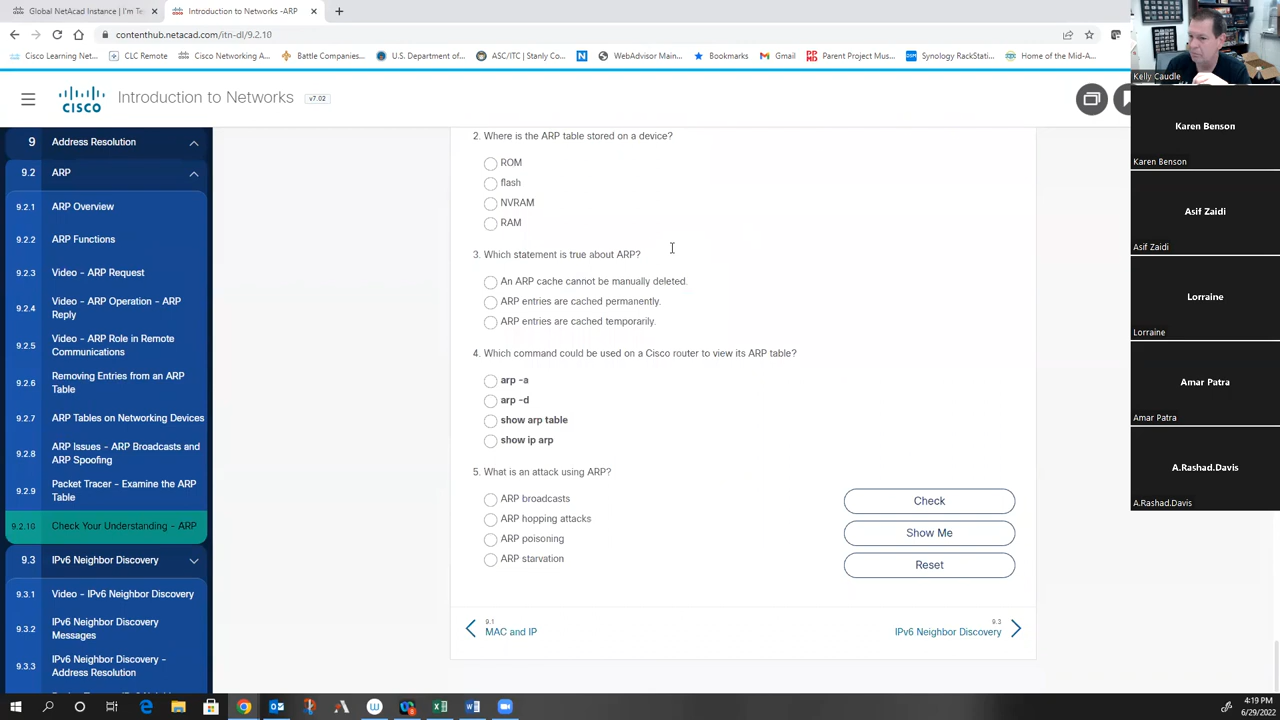 Global NetAcad Instance | I'm Te
Introduction to Networks -ARP
contenthub.netacad.com/itn-dl/9.2.10
Cisco Learning Net...
CLC Remote
Cisco Networking A...
Battle Companies...
U.S. Department of...
ASC/ITC | Stanly Co...
WebAdvisor Main...
Bookmarks
Gmail
Parent Project Mus...
Synology RackStati...
Home of the Mid-A...
CISCO
Introduction to Networks
v7.02
9 Address Resolution
9.2 ARP
9.2.1 ARP Overview
9.2.2 ARP Functions
9.2.3 Video - ARP Request
9.2.4 Video - ARP Operation - ARP
Reply
9.2.5 Video - ARP Role in Remote
Communications
9.2.6 Removing Entries from an ARP
Table
9.2.7 ARP Tables on Networking Devices
9.2.8 ARP Issues - ARP Broadcasts and
ARP Spoofing
9.2.9 Packet Tracer - Examine the ARP
Table
9.2.10 Check Your Understanding - ARP
9.3 IPv6 Neighbor Discovery
9.3.1 Video - IPv6 Neighbor Discovery
9.3.2 IPv6 Neighbor Discovery
Messages
9.3.3 IPv6 Neighbor Discovery -
Address Resolution
2. Where is the ARP table stored on a device?
ROM
flash
NVRAM
RAM
3. Which statement is true about ARP?
An ARP cache cannot be manually deleted.
ARP entries are cached permanently.
ARP entries are cached temporarily.
4. Which command could be used on a Cisco router to view its ARP table?
arp -a
arp -d
show arp table
show ip arp
5. What is an attack using ARP?
ARP broadcasts
ARP hopping attacks
ARP poisoning
ARP starvation
Check
Show Me
Reset
9.1
MAC and IP
9.3
IPv6 Neighbor Discovery
Kelly Caudle
Karen Benson
Karen Benson
Asif Zaidi
Asif Zaidi
Lorraine
Lorraine
Amar Patra
Amar Patra
A.Rashad.Davis
A.Rashad.Davis
4:19 PM
6/29/2022